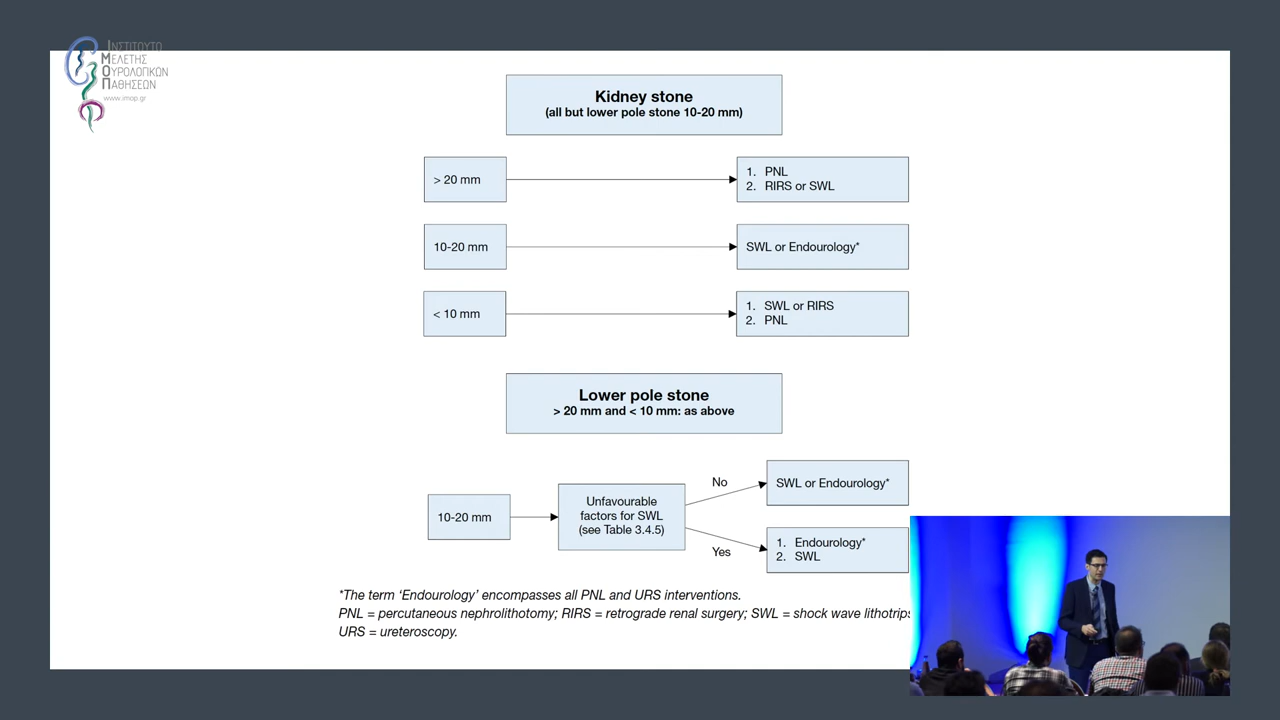 ΙΝΣΤΙΤΟΥΤΟ
ΜΕΛΕΤΗΣ
ΟΥΡΟΛΟΓΙΚΩΝ
ΠΑΘΗΣΕΩΝ
www.imop.gr
Kidney stone
(all but lower pole stone 10-20 mm)
> 20 mm
1. PNL
2. RIRS or SWL
10-20 mm
SWL or Endourology*
< 10 mm
1. SWL or RIRS
2. PNL
Lower pole stone
> 20 mm and < 10 mm: as above
10-20 mm
Unfavourable
factors for SWL
(see Table 3.4.5)
No
SWL or Endourology*
Yes
1. Endourology*
2. SWL
*The term ‘Endourology’ encompasses all PNL and URS interventions.
PNL = percutaneous nephrolithotomy; RIRS = retrograde renal surgery; SWL = shock wave lithotrips
URS = ureteroscopy.